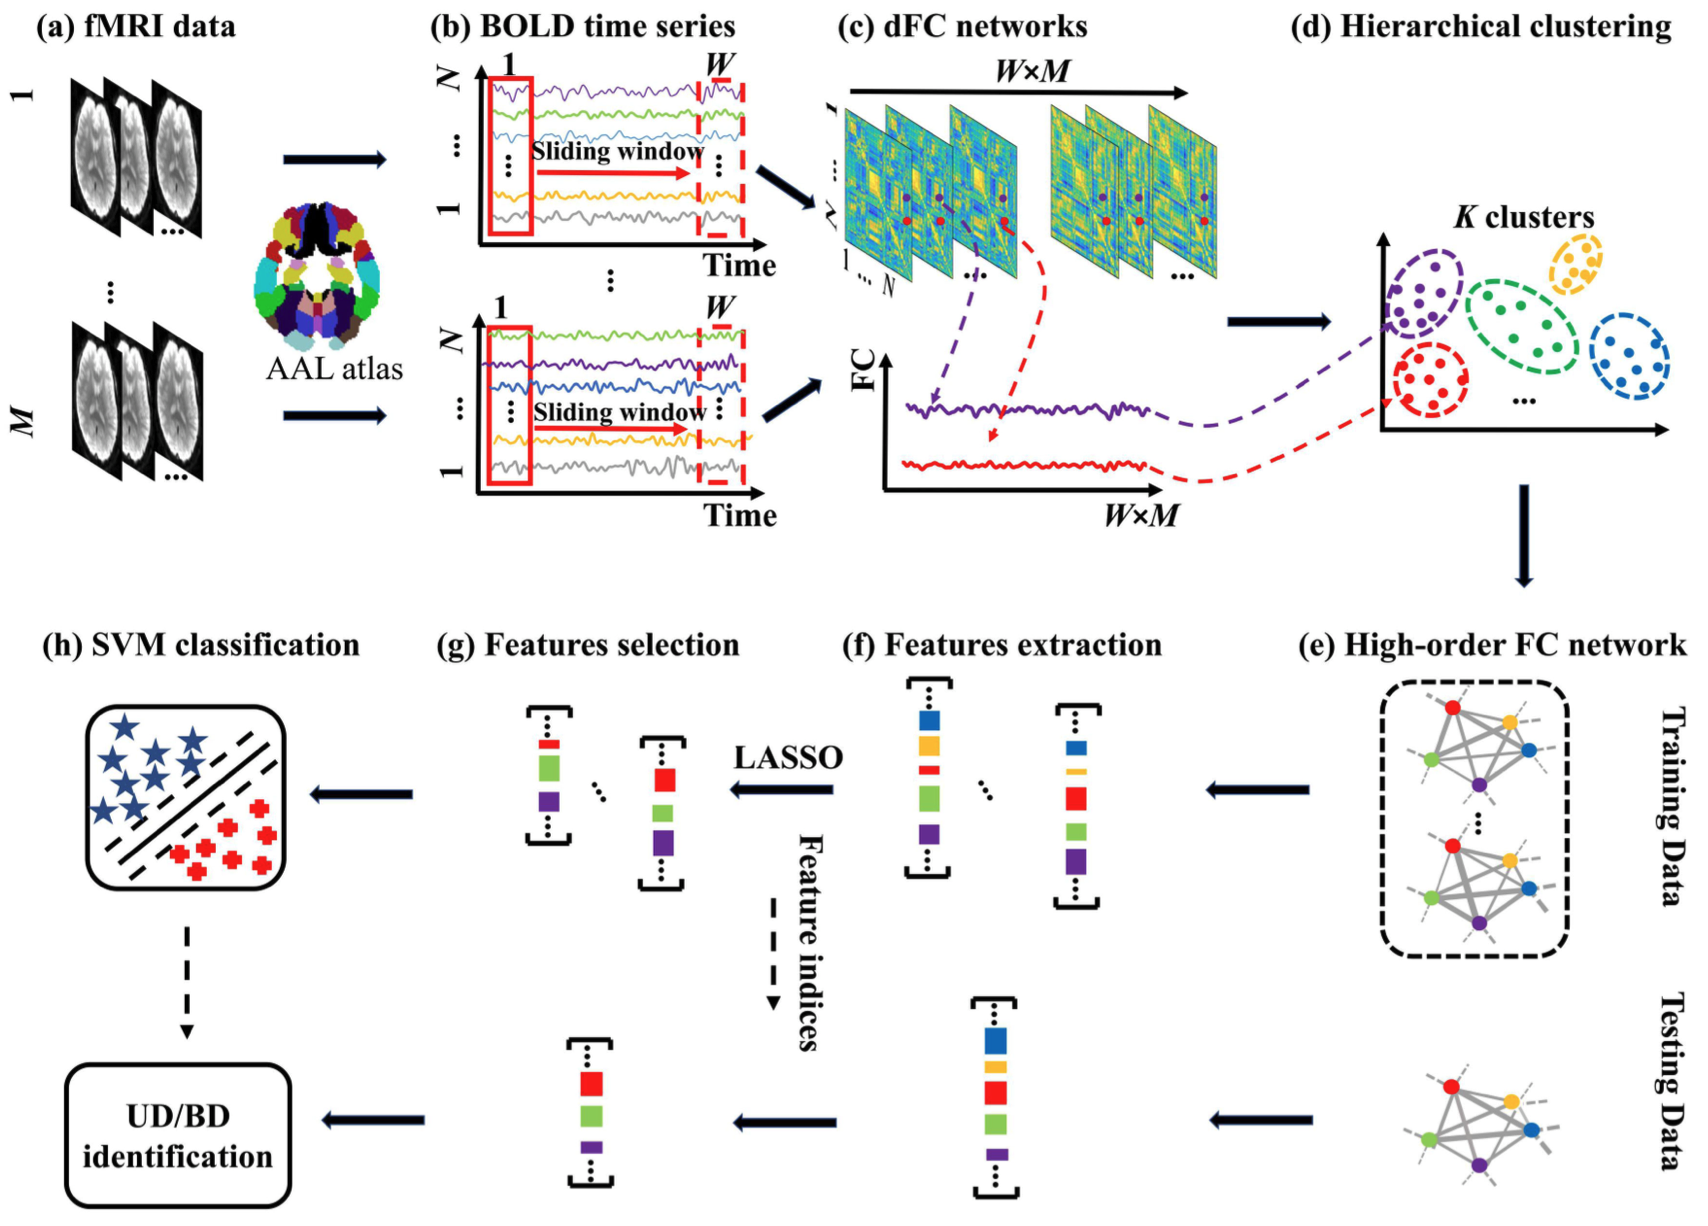 (a) fMRI data
(b) BOLD time series
(c) dFC networks
(d) Hierarchical clustering
1
...
M
...
...
AAL atlas
N
...
1
1
W
Sliding window
...
...
Time
...
N
...
1
1
W
Sliding window
...
...
Time
W×M
1
...
N
1 ... N
...
...
FC
W×M
K clusters
...
(h) SVM classification
(g) Features selection
(f) Features extraction
(e) High-order FC network
LASSO
Feature indices
Training Data
Testing Data
UD/BD
identification